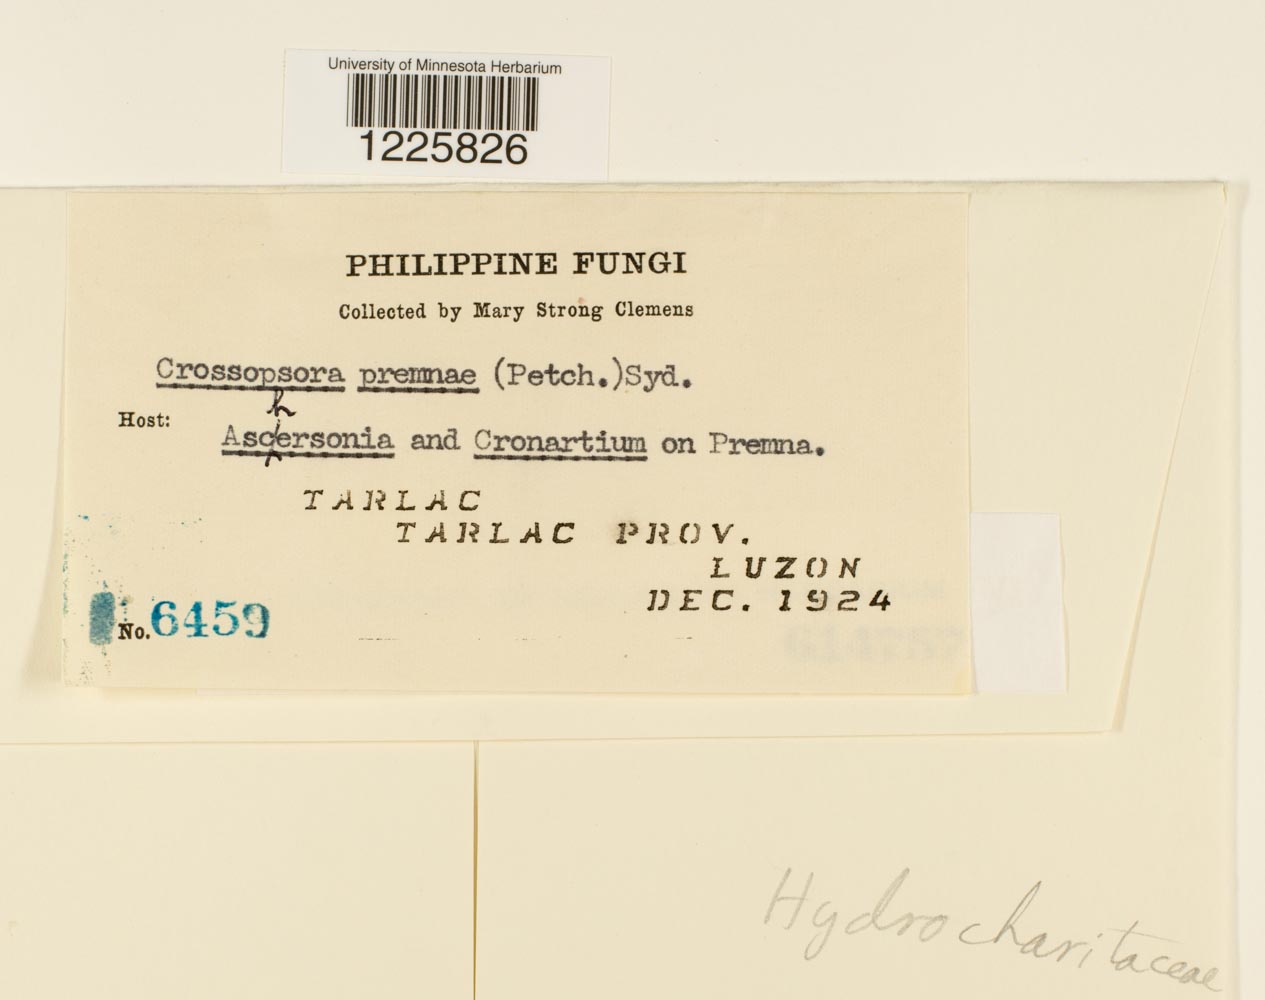 University of Minnesota Herbarium
1225826
PHILIPPINE FUNGI
Collected by Mary Strong Clemens
Crossopsora premnae (Petch.)Syd.
h
Host:
Ascersonia and Cronartium on Premna.
TARLAC
TARLAC PROV.
LUZON
DEC. 1924
No. 6459
Hydrocharitaceae